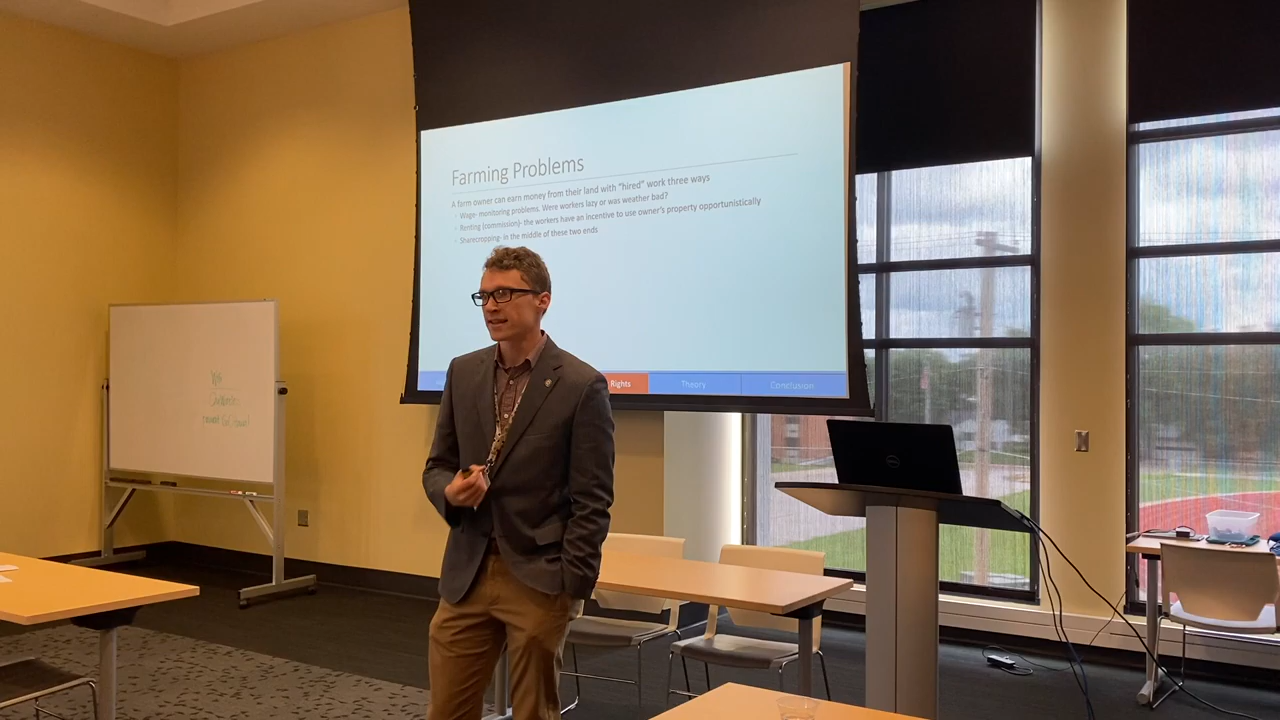 Farming Problems
A farm owner can earn money from their land with "hired" work three ways
Wage- monitoring problems. Were workers lazy or was weather bad?
Renting (commission)- the workers have an incentive to use owner's property opportunistically
Sharecropping- in the middle of these two ends
Rights
Theory
Conclusion
DELL